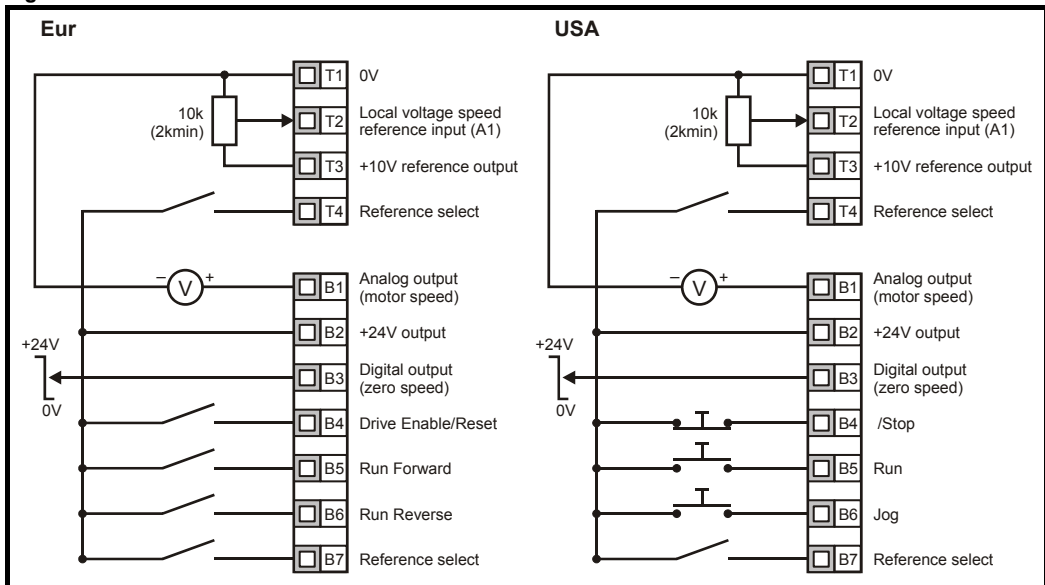 Eur
10k
(2kmin)
T1 0V
T2 Local voltage speed
reference input (A1)
T3 +10V reference output
T4 Reference select
– V +
B1 Analog output
(motor speed)
B2 +24V output
+24V
0V
B3 Digital output
(zero speed)
B4 Drive Enable/Reset
B5 Run Forward
B6 Run Reverse
B7 Reference select
USA
10k
(2kmin)
T1 0V
T2 Local voltage speed
reference input (A1)
T3 +10V reference output
T4 Reference select
– V +
B1 Analog output
(motor speed)
B2 +24V output
+24V
0V
B3 Digital output
(zero speed)
B4 /Stop
B5 Run
B6 Jog
B7 Reference select